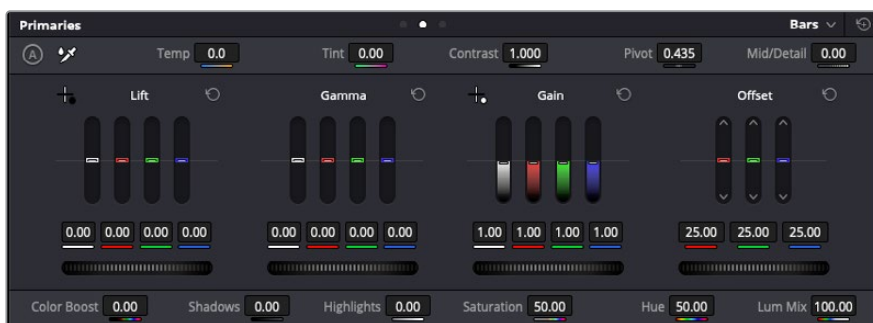 Primaries Bars
A Temp 0.0 Tint 0.00 Contrast 1.000 Pivot 0.435 Mid/Detail 0.00
Lift Gamma Gain Offset
0.00 0.00 0.00 0.00 0.00 0.00 0.00 0.00 1.00 1.00 1.00 1.00 25.00 25.00 25.00
Color Boost 0.00 Shadows 0.00 Highlights 0.00 Saturation 50.00 Hue 50.00 Lum Mix 100.00